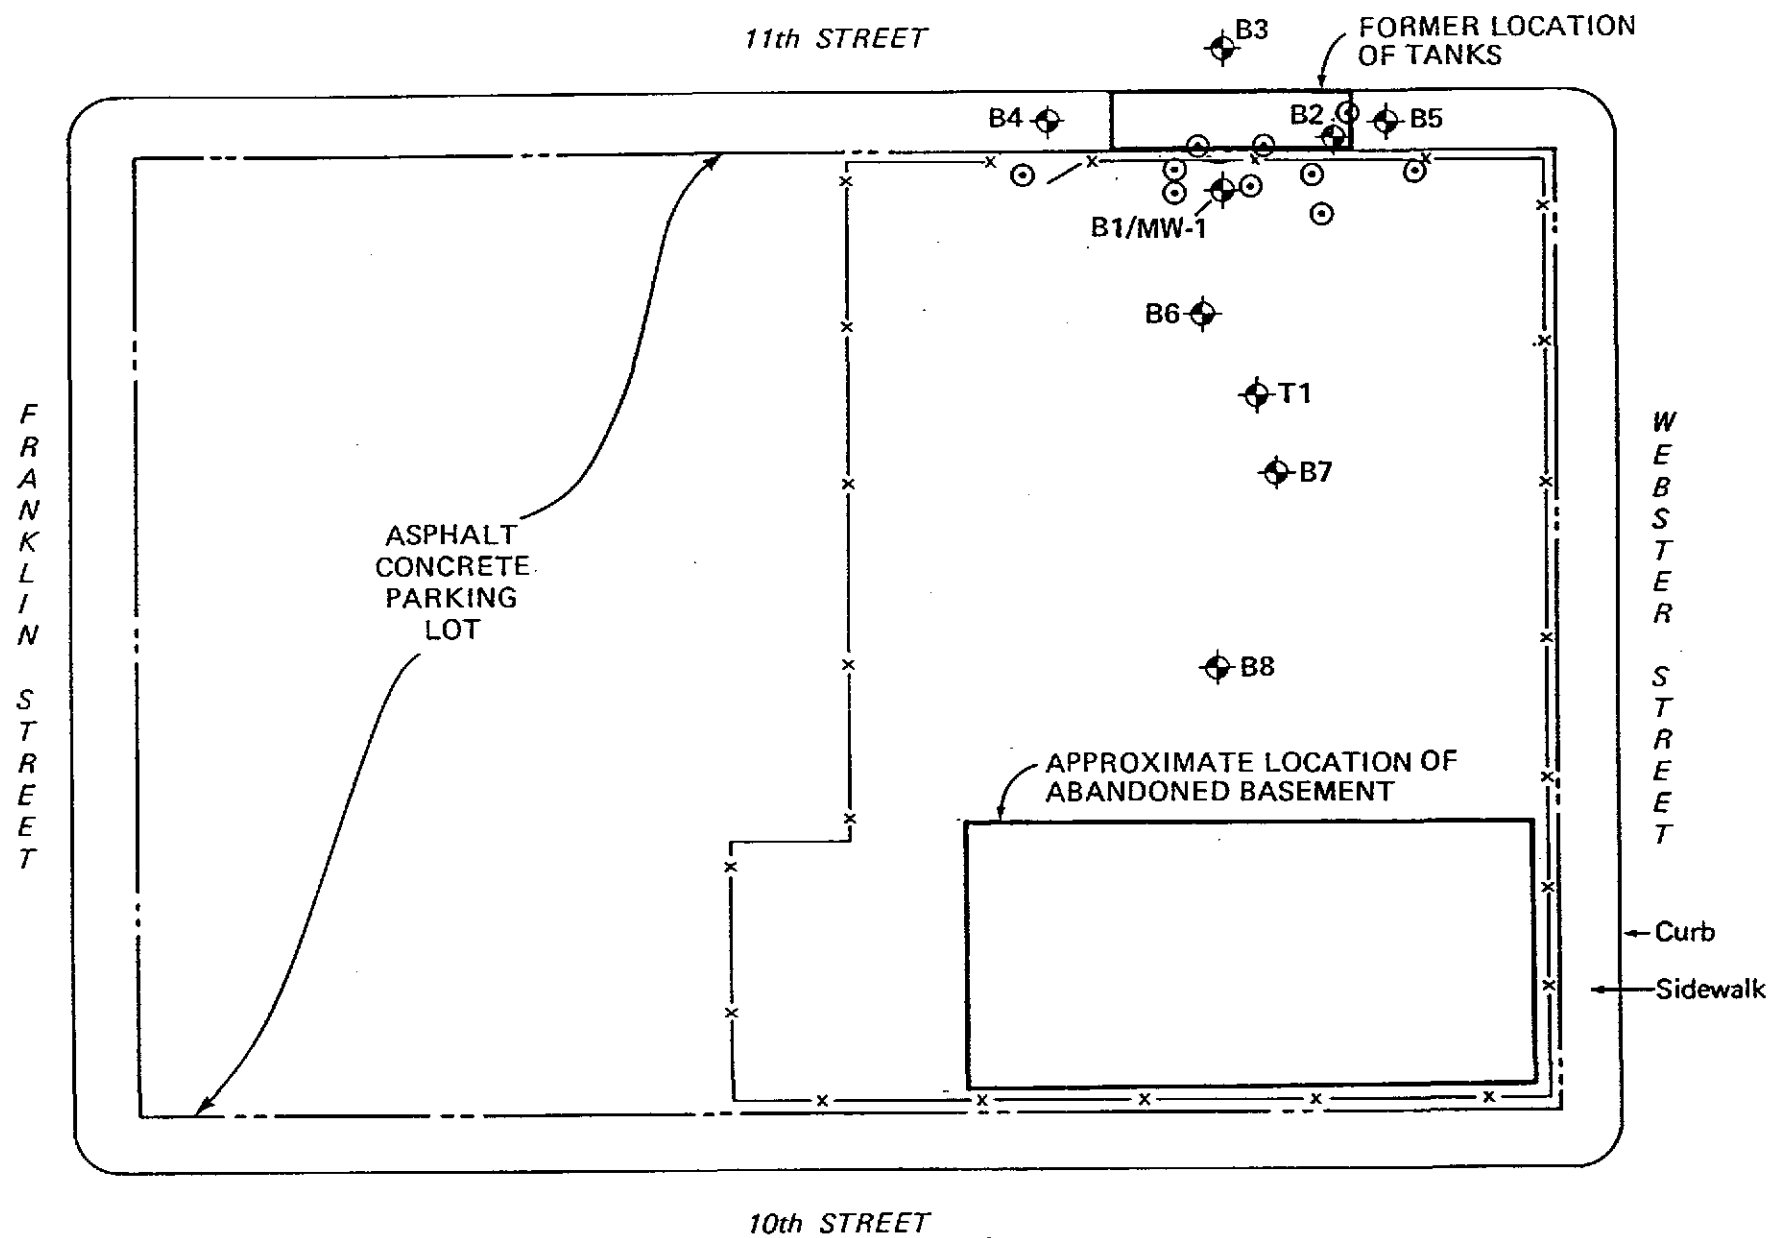 11th STREET
B3
FORMER LOCATION
OF TANKS
B4
B2
B5
B1/MW-1
B6
T1
B7
FRANKLIN STREET
WEBSTER STREET
ASPHALT
CONCRETE
PARKING
LOT
B8
APPROXIMATE LOCATION OF
ABANDONED BASEMENT
Curb
Sidewalk
10th STREET